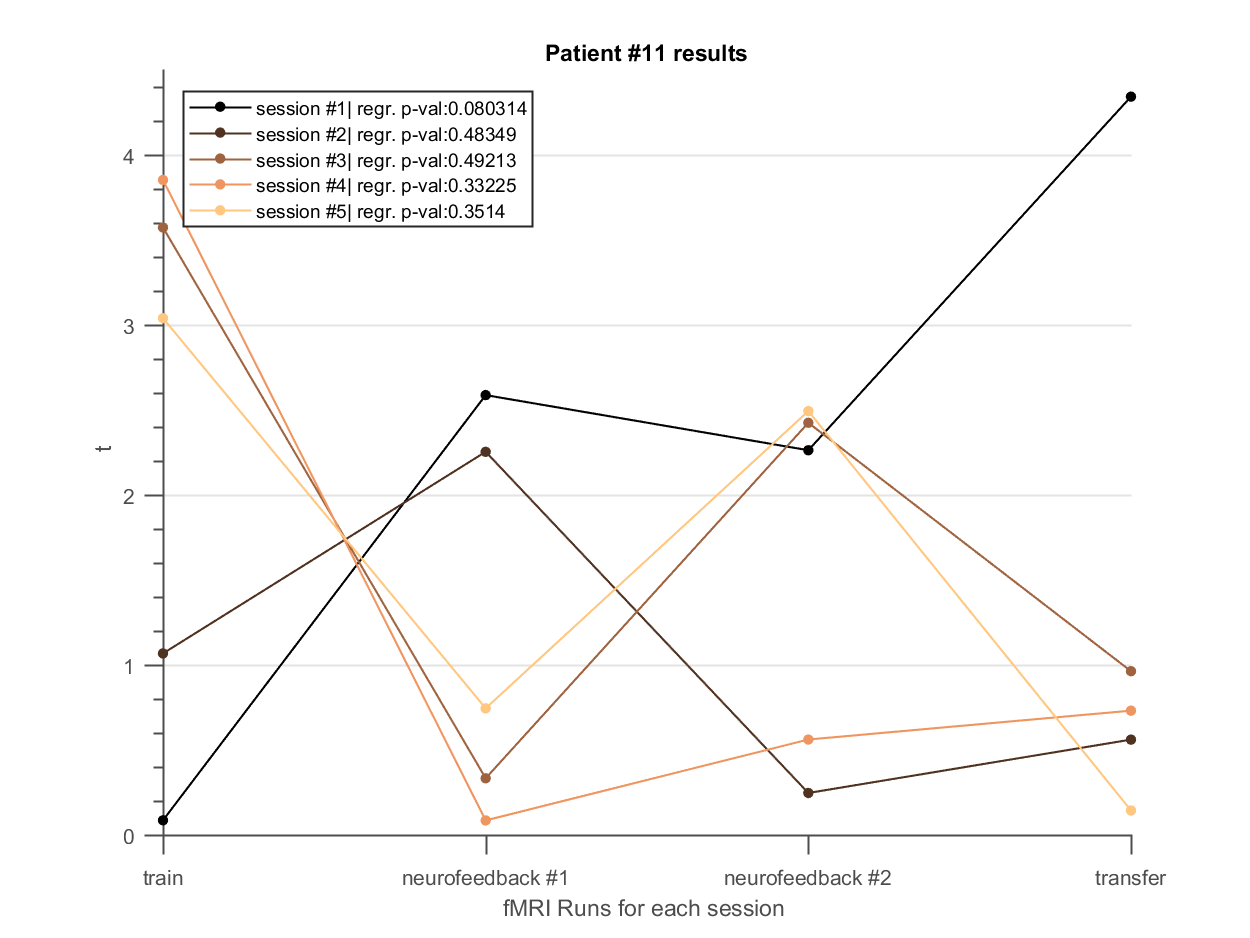 Patient #11 results
session #1| regr. p-val:0.080314
session #2| regr. p-val:0.48349
session #3| regr. p-val:0.49213
session #4| regr. p-val:0.33225
session #5| regr. p-val:0.3514
4
3
2
1
0
t
train neurofeedback #1 neurofeedback #2 transfer
fMRI Runs for each session